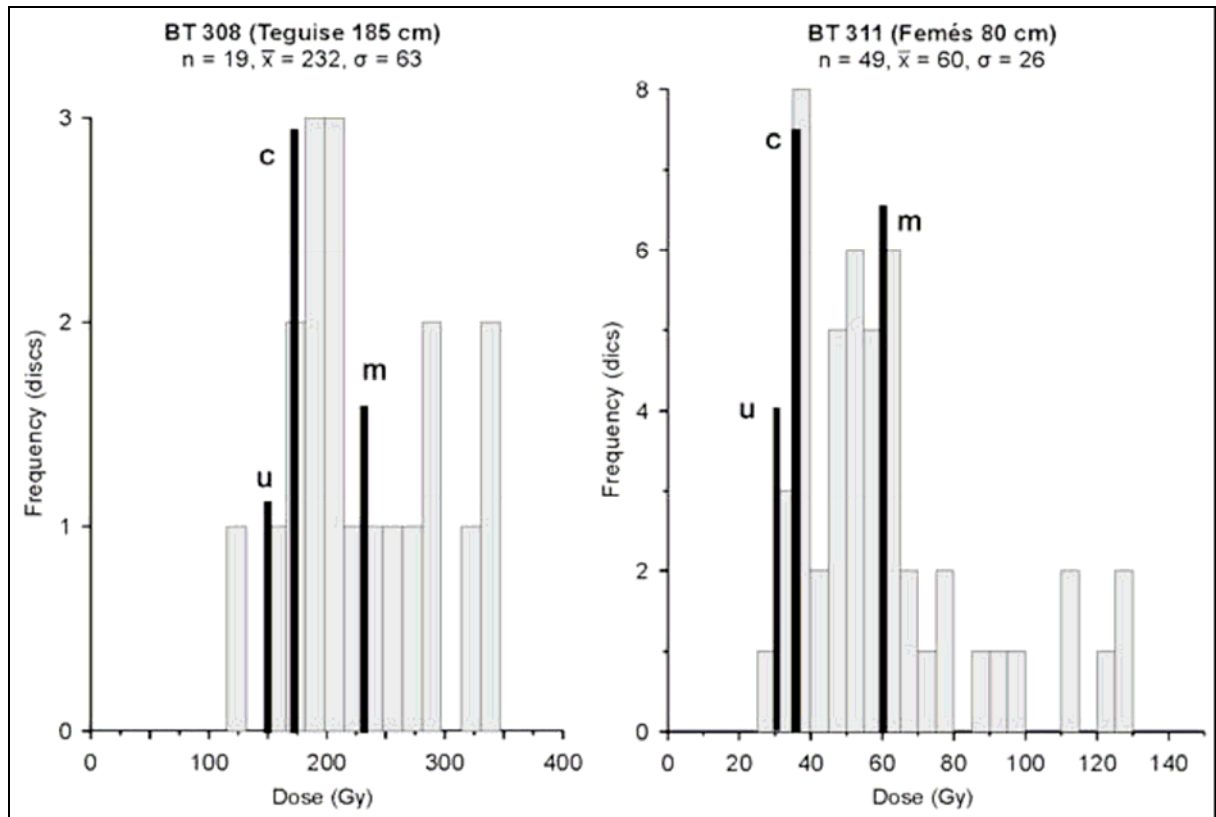 BT 308 (Teguise 185 cm)
n = 19, x̅ = 232, σ = 63
3
2
1
0
Frequency (discs)
c
m
u
0 100 200 300 400
Dose (Gy)
BT 311 (Femés 80 cm)
n = 49, x̅ = 60, σ = 26
8
6
4
2
0
Frequency (dics)
c
m
u
0 20 40 60 80 100 120 140
Dose (Gy)